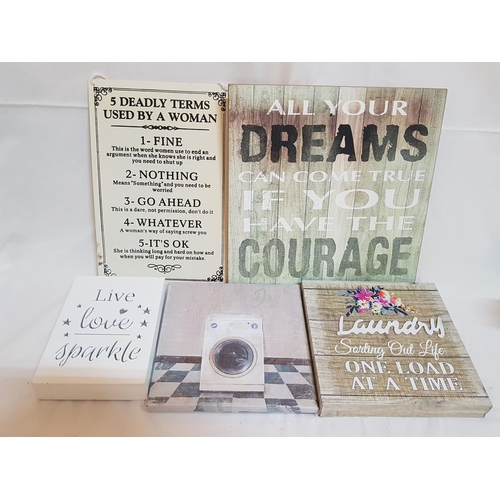 5 DEADLY TERMS
USED BY A WOMAN
1- FINE
This is the word women use to end an
argument when she knows she is right and
you need to shut up
2- NOTHING
Means "Something" and you need to be
worried
3- GO AHEAD
This is a dare, not permission, don't do it
4- WHATEVER
A woman's way of saying screw you
5-IT'S OK
She is thinking long and hard on how and
when you will pay for your mistake.
ALL YOUR
DREAMS
CAN COME TRUE
IF YOU
HAVE THE
COURAGE
Live
love
sparkle
Laundry
Sorting Out Life
ONE LOAD
AT A TIME